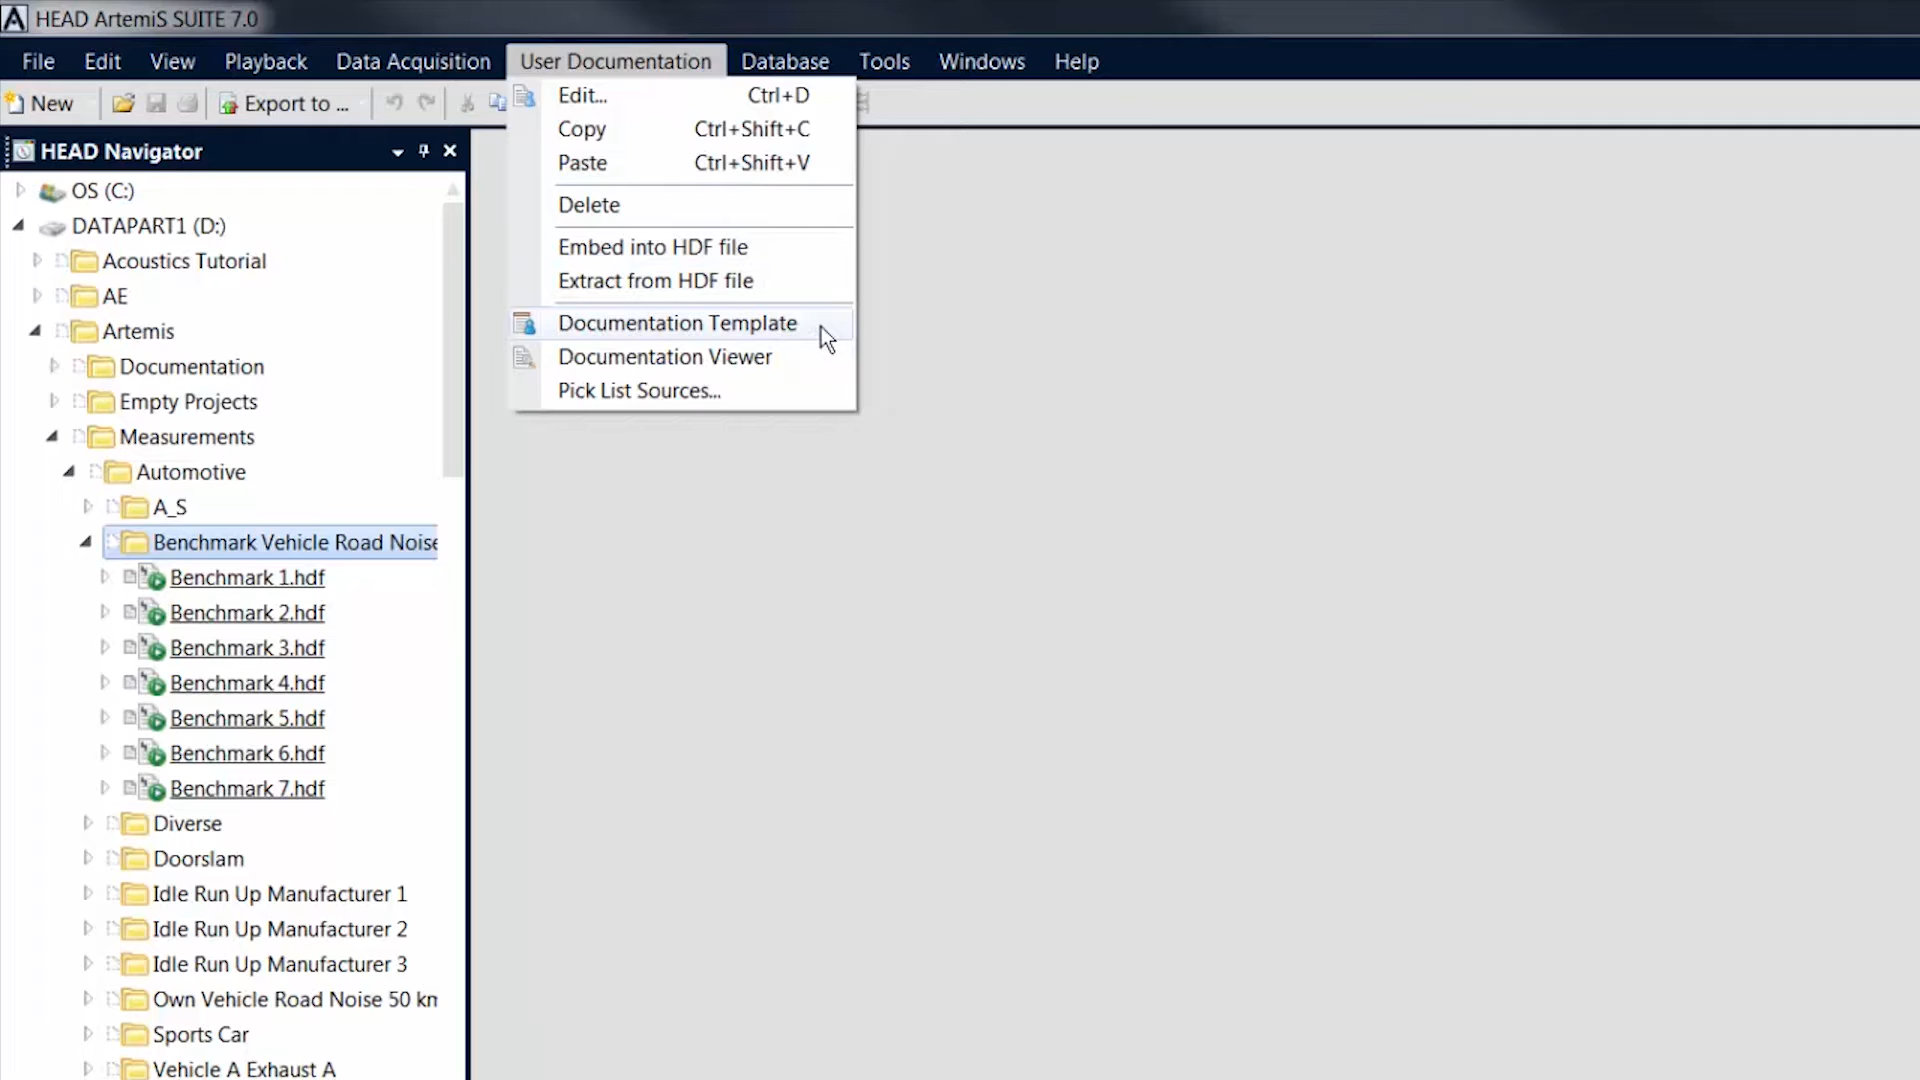 HEAD ArtemiS SUITE 7.0
File Edit View Playback Data Acquisition User Documentation Database Tools Windows Help
New Export to ...
Edit... Ctrl+D
Copy Ctrl+Shift+C
Paste Ctrl+Shift+V
Delete
Embed into HDF file
Extract from HDF file
Documentation Template
Documentation Viewer
Pick List Sources...
HEAD Navigator
OS (C:)
DATAPART1 (D:)
Acoustics Tutorial
AE
Artemis
Documentation
Empty Projects
Measurements
Automotive
A_S
Benchmark Vehicle Road Noise
Benchmark 1.hdf
Benchmark 2.hdf
Benchmark 3.hdf
Benchmark 4.hdf
Benchmark 5.hdf
Benchmark 6.hdf
Benchmark 7.hdf
Diverse
Doorslam
Idle Run Up Manufacturer 1
Idle Run Up Manufacturer 2
Idle Run Up Manufacturer 3
Own Vehicle Road Noise 50 km
Sports Car
Vehicle A Exhaust A